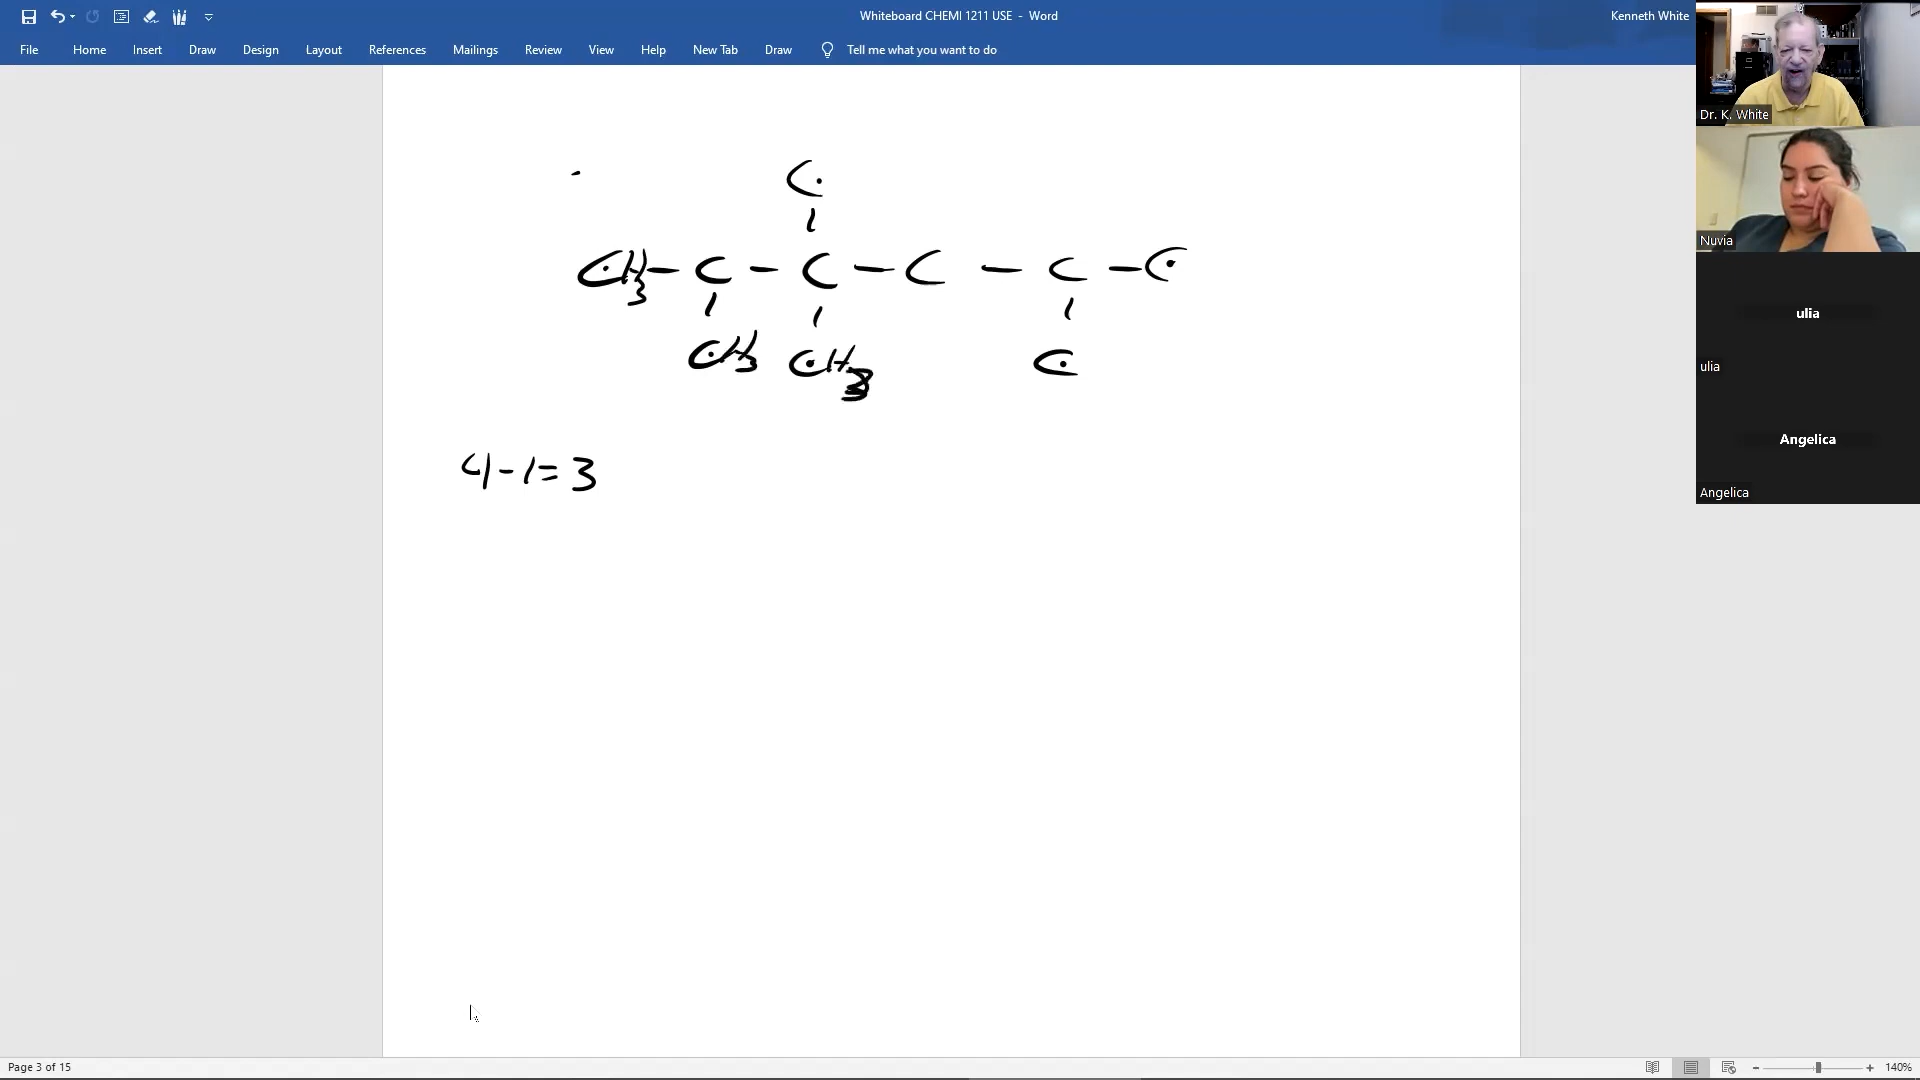 Whiteboard CHEMI 1211 USE - Word
Kenneth White
File Home Insert Draw Design Layout References Mailings Review View Help New Tab Draw Tell me what you want to do
Dr. K. White
Nuvia
ulia
ulia
Angelica
Angelica
C
CH3 - C - C - C - C - C
CH3 CH3 C
4-1=3
Page 3 of 15
140%